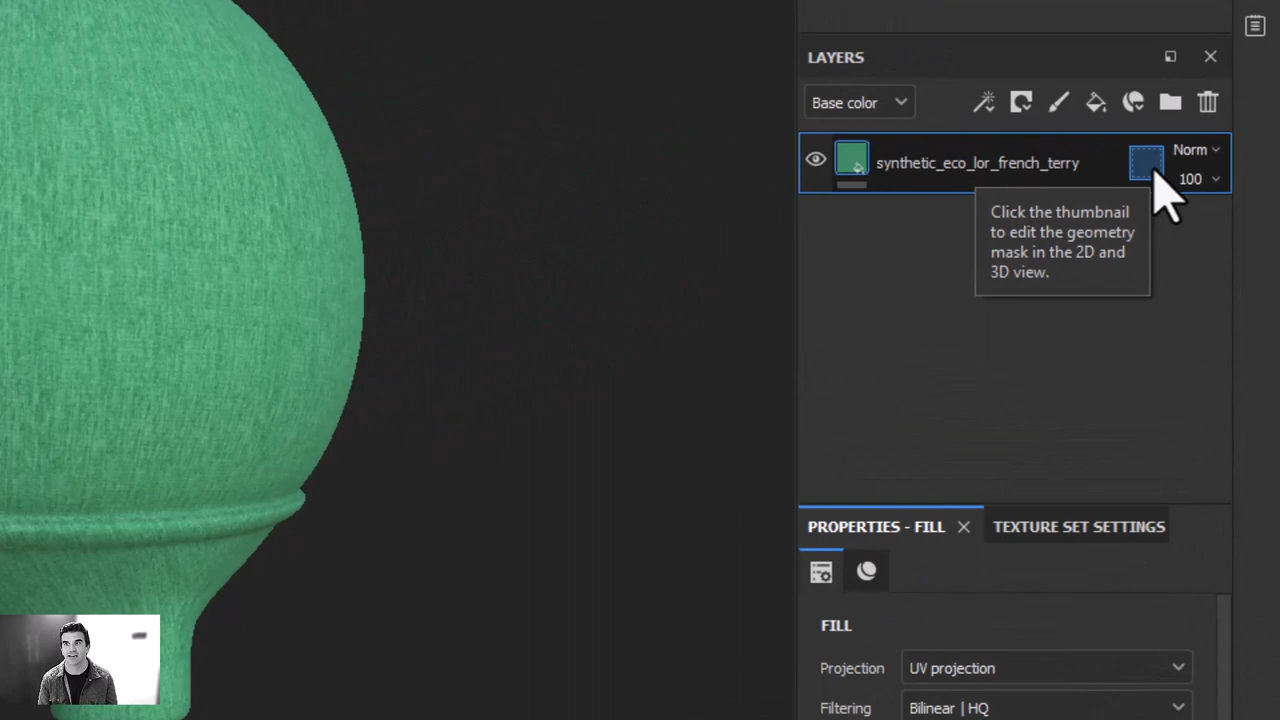 LAYERS
Base color
synthetic_eco_lor_french_terry
Norm
100
Click the thumbnail
to edit the geometry
mask in the 2D and
3D view.
PROPERTIES - FILL
TEXTURE SET SETTINGS
FILL
Projection
UV projection
Filtering
Bilinear | HQ